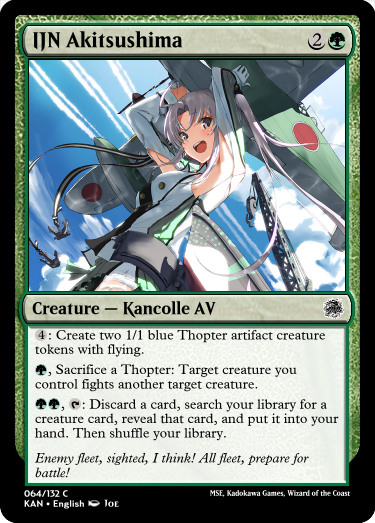 IJN Akitsushima 2
Creature — Kancolle AV
4: Create two 1/1 blue Thopter artifact creature
tokens with flying.
, Sacrifice a Thopter: Target creature you
control fights another target creature.
, : Discard a card, search your library for a
creature card, reveal that card, and put it into your
hand. Then shuffle your library.
Enemy fleet, sighted, I think! All fleet, prepare for
battle!
064/132 C
MSE, Kadokawa Games, Wizard of the Coast
KAN • English JOE